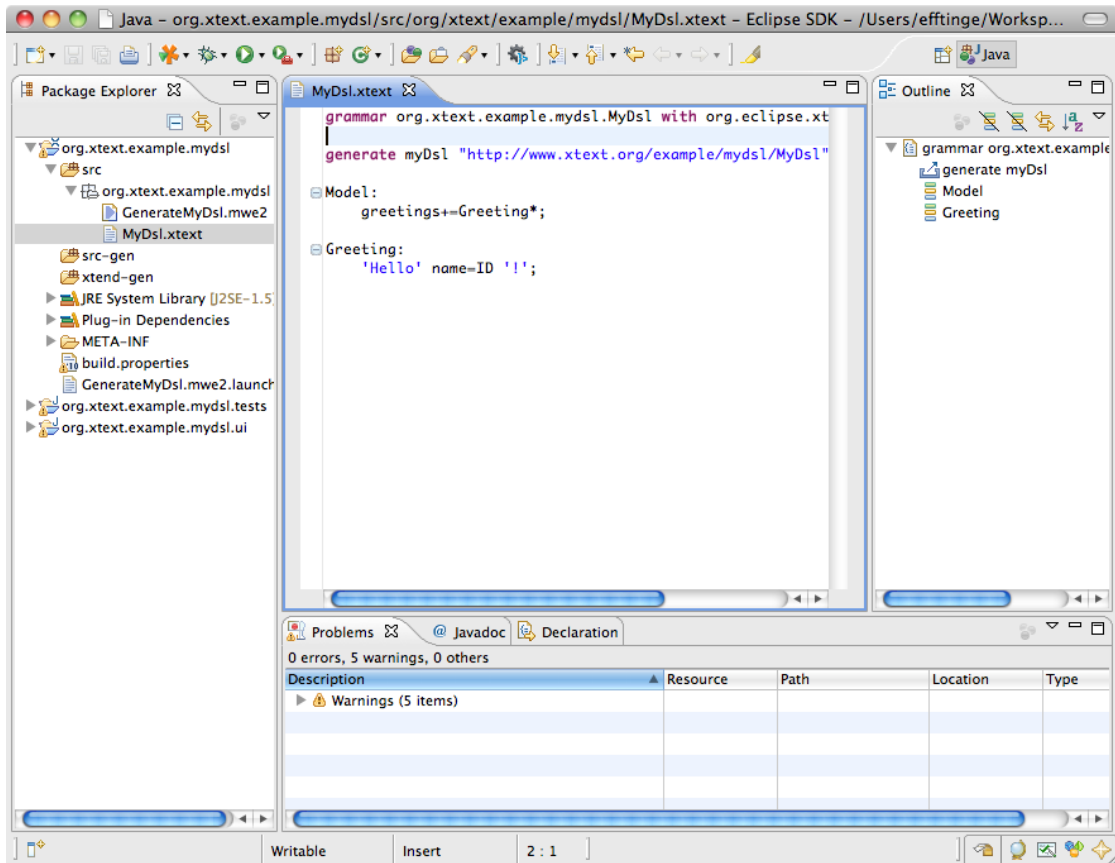 Java – org.xtext.example.mydsl/src/org/xtext/example/mydsl/MyDsl.xtext – Eclipse SDK – /Users/efftinge/Worksp...
Java
Package Explorer
org.xtext.example.mydsl
src
org.xtext.example.mydsl
GenerateMyDsl.mwe2
MyDsl.xtext
src-gen
xtend-gen
JRE System Library [J2SE-1.5]
Plug-in Dependencies
META-INF
build.properties
GenerateMyDsl.mwe2.launch
org.xtext.example.mydsl.tests
org.xtext.example.mydsl.ui
MyDsl.xtext
grammar org.xtext.example.mydsl.MyDsl with org.eclipse.xt
generate myDsl "http://www.xtext.org/example/mydsl/MyDsl"
Model:
greetings+=Greeting*;
Greeting:
'Hello' name=ID '!';
Outline
grammar org.xtext.example
generate myDsl
Model
Greeting
Problems @ Javadoc Declaration
0 errors, 5 warnings, 0 others
Description Resource Path Location Type
Warnings (5 items)
Writable Insert 2 : 1